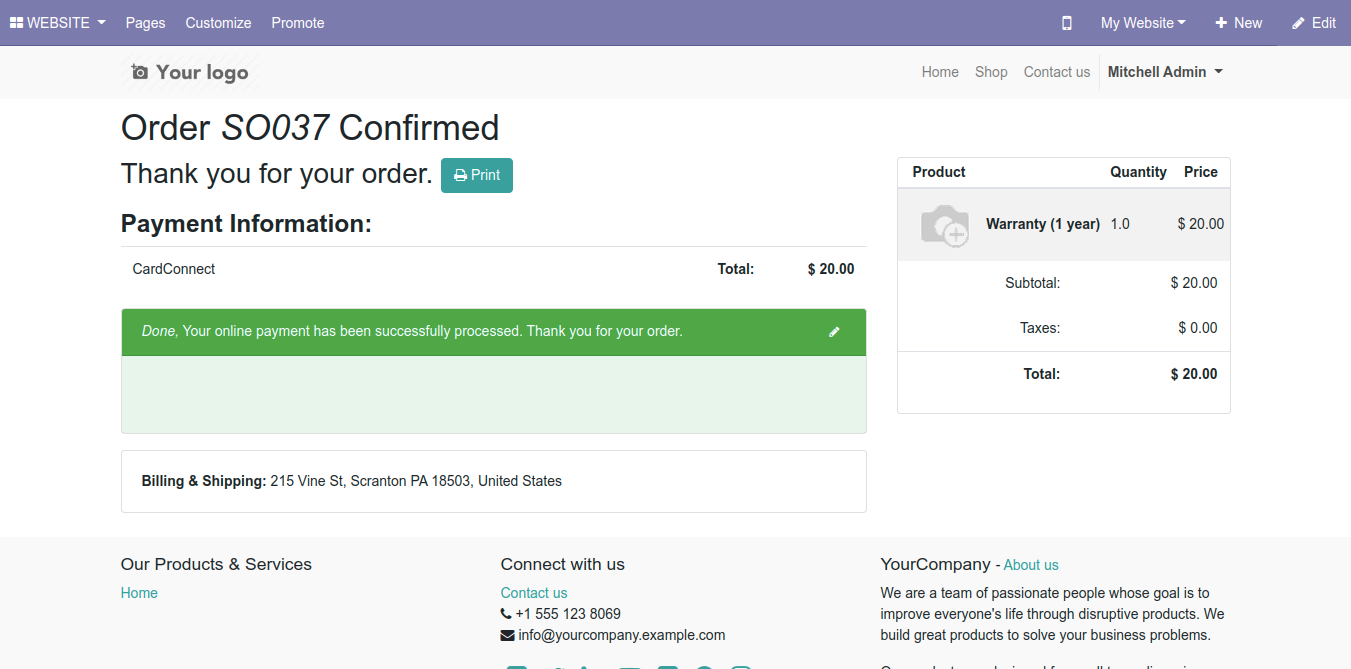 WEBSITE Pages Customize Promote My Website New Edit
Your logo Home Shop Contact us Mitchell Admin
Order SO037 Confirmed
Thank you for your order. Print
Payment Information:
CardConnect Total: $ 20.00
Done, Your online payment has been successfully processed. Thank you for your order.
Billing & Shipping: 215 Vine St, Scranton PA 18503, United States
Product Quantity Price
Warranty (1 year) 1.0 $ 20.00
Subtotal: $ 20.00
Taxes: $ 0.00
Total: $ 20.00
Our Products & Services
Home
Connect with us
Contact us
+1 555 123 8069
info@yourcompany.example.com
YourCompany - About us
We are a team of passionate people whose goal is to
improve everyone's life through disruptive products. We
build great products to solve your business problems.